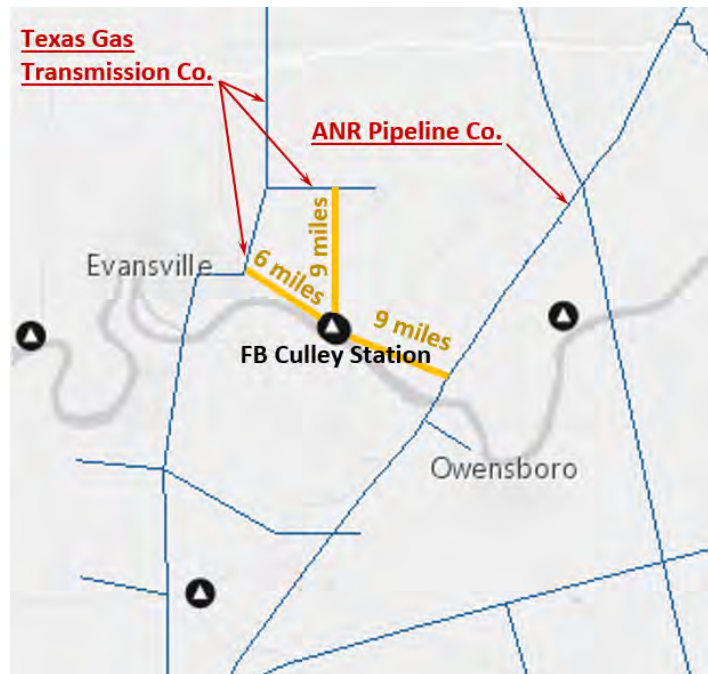 Texas Gas
Transmission Co.
ANR Pipeline Co.
Evansville
6 miles
9 miles
9 miles
FB Culley Station
Owensboro